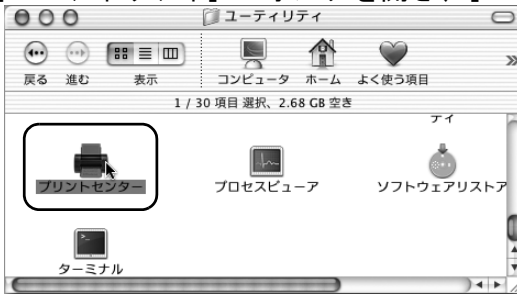 ユーティリティ
戻る 進む 表示 コンピュータ ホーム よく使う項目
1 / 30 項目 選択、2.68 GB 空き
ティ
プリントセンター プロセスビューア ソフトウェアリストア
ターミナル